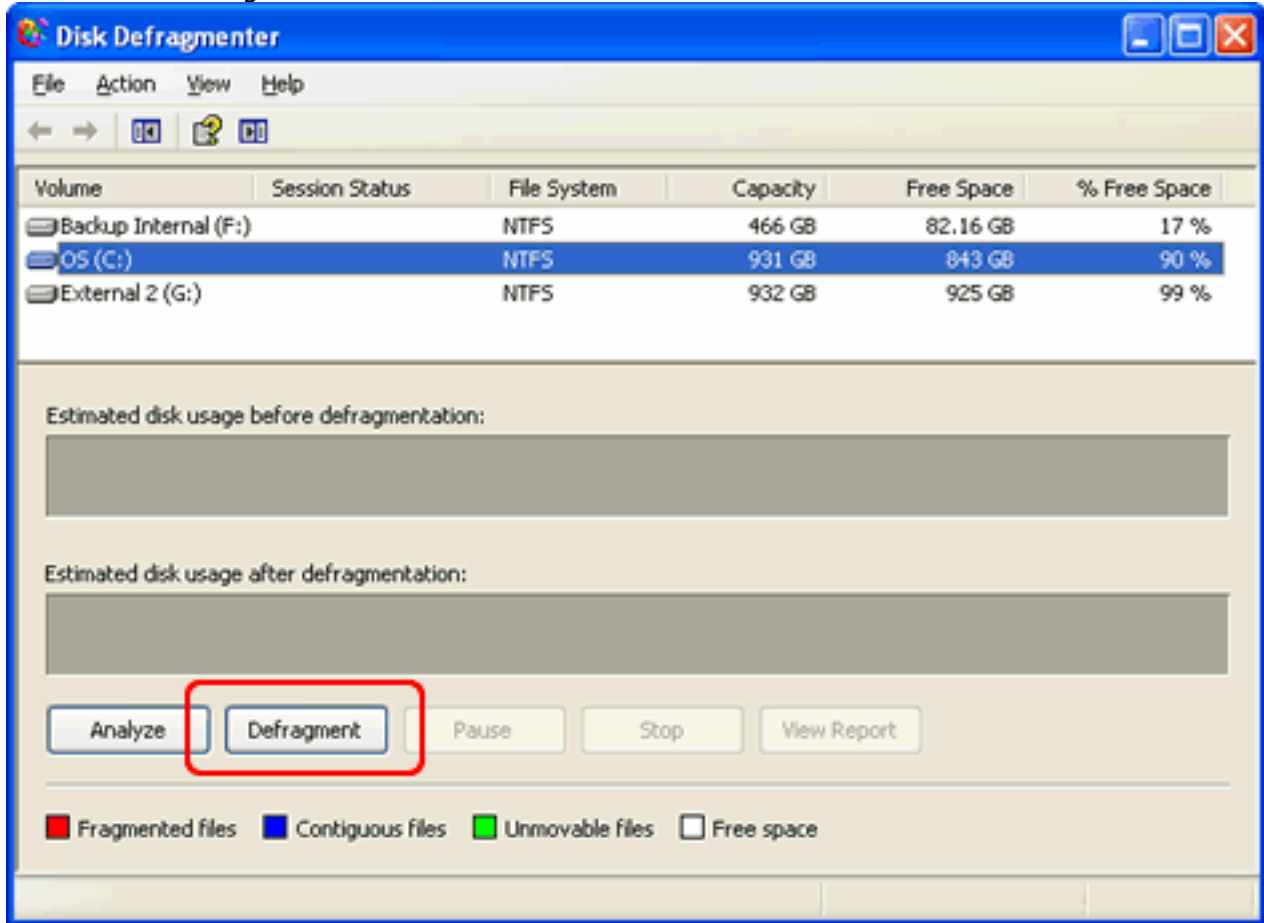 Disk Defragmenter
File Action View Help
Volume Session Status File System Capacity Free Space % Free Space
Backup Internal (F:) NTFS 466 GB 82.16 GB 17 %
OS (C:) NTFS 931 GB 843 GB 90 %
External 2 (G:) NTFS 932 GB 925 GB 99 %
Estimated disk usage before defragmentation:
Estimated disk usage after defragmentation:
Analyze Defragment Pause Stop View Report
Fragmented files Contiguous files Unmovable files Free space